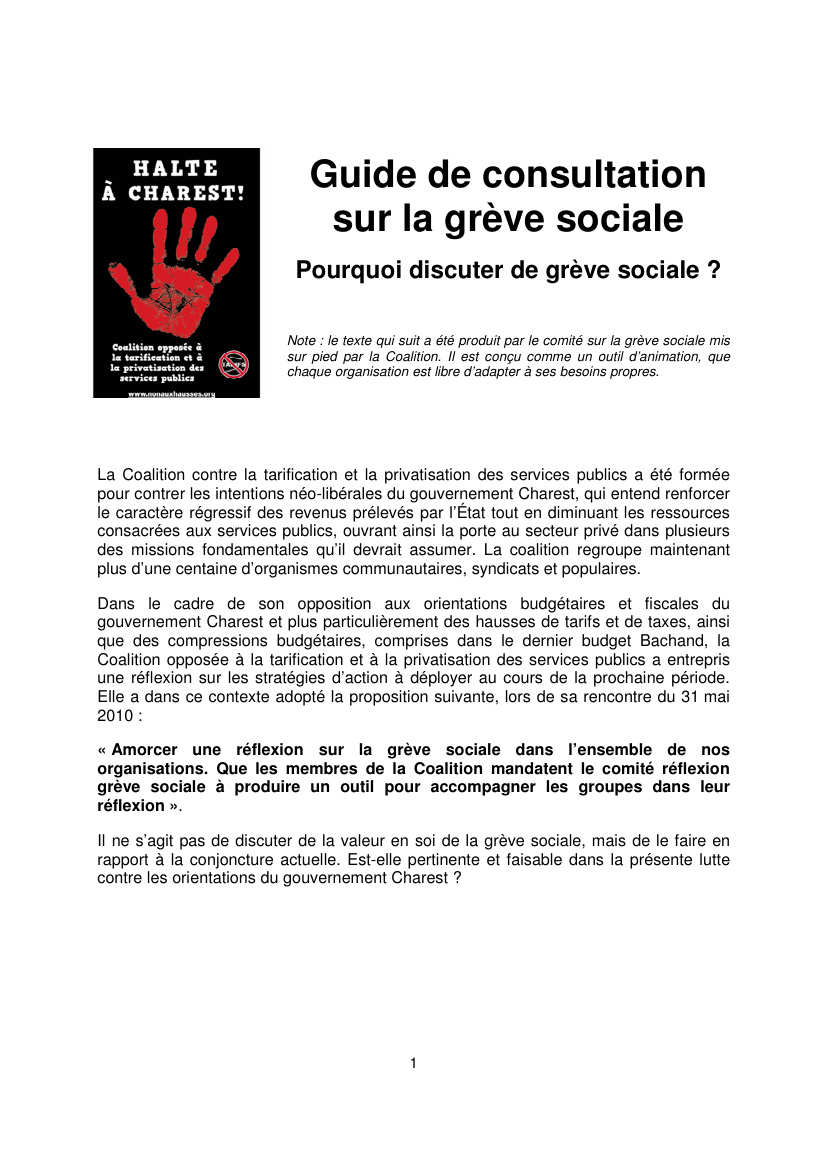 HALTE
À CHAREST!
Coalition opposée à
la tarification et à
la privatisation des
services publics
TARIFS
www.nonauxhausses.org
Guide de consultation
sur la grève sociale
Pourquoi discuter de grève sociale ?
Note : le texte qui suit a été produit par le comité sur la grève sociale mis
sur pied par la Coalition. Il est conçu comme un outil d’animation, que
chaque organisation est libre d’adapter à ses besoins propres.
La Coalition contre la tarification et la privatisation des services publics a été formée
pour contrer les intentions néo-libérales du gouvernement Charest, qui entend renforcer
le caractère régressif des revenus prélevés par l’État tout en diminuant les ressources
consacrées aux services publics, ouvrant ainsi la porte au secteur privé dans plusieurs
des missions fondamentales qu’il devrait assumer. La coalition regroupe maintenant
plus d’une centaine d’organismes communautaires, syndicats et populaires.
Dans le cadre de son opposition aux orientations budgétaires et fiscales du
gouvernement Charest et plus particulièrement des hausses de tarifs et de taxes, ainsi
que des compressions budgétaires, comprises dans le dernier budget Bachand, la
Coalition opposée à la tarification et à la privatisation des services publics a entrepris
une réflexion sur les stratégies d’action à déployer au cours de la prochaine période.
Elle a dans ce contexte adopté la proposition suivante, lors de sa rencontre du 31 mai
2010 :
« Amorcer une réflexion sur la grève sociale dans l’ensemble de nos
organisations. Que les membres de la Coalition mandatent le comité réflexion
grève sociale à produire un outil pour accompagner les groupes dans leur
réflexion ».
Il ne s’agit pas de discuter de la valeur en soi de la grève sociale, mais de le faire en
rapport à la conjoncture actuelle. Est-elle pertinente et faisable dans la présente lutte
contre les orientations du gouvernement Charest ?
1